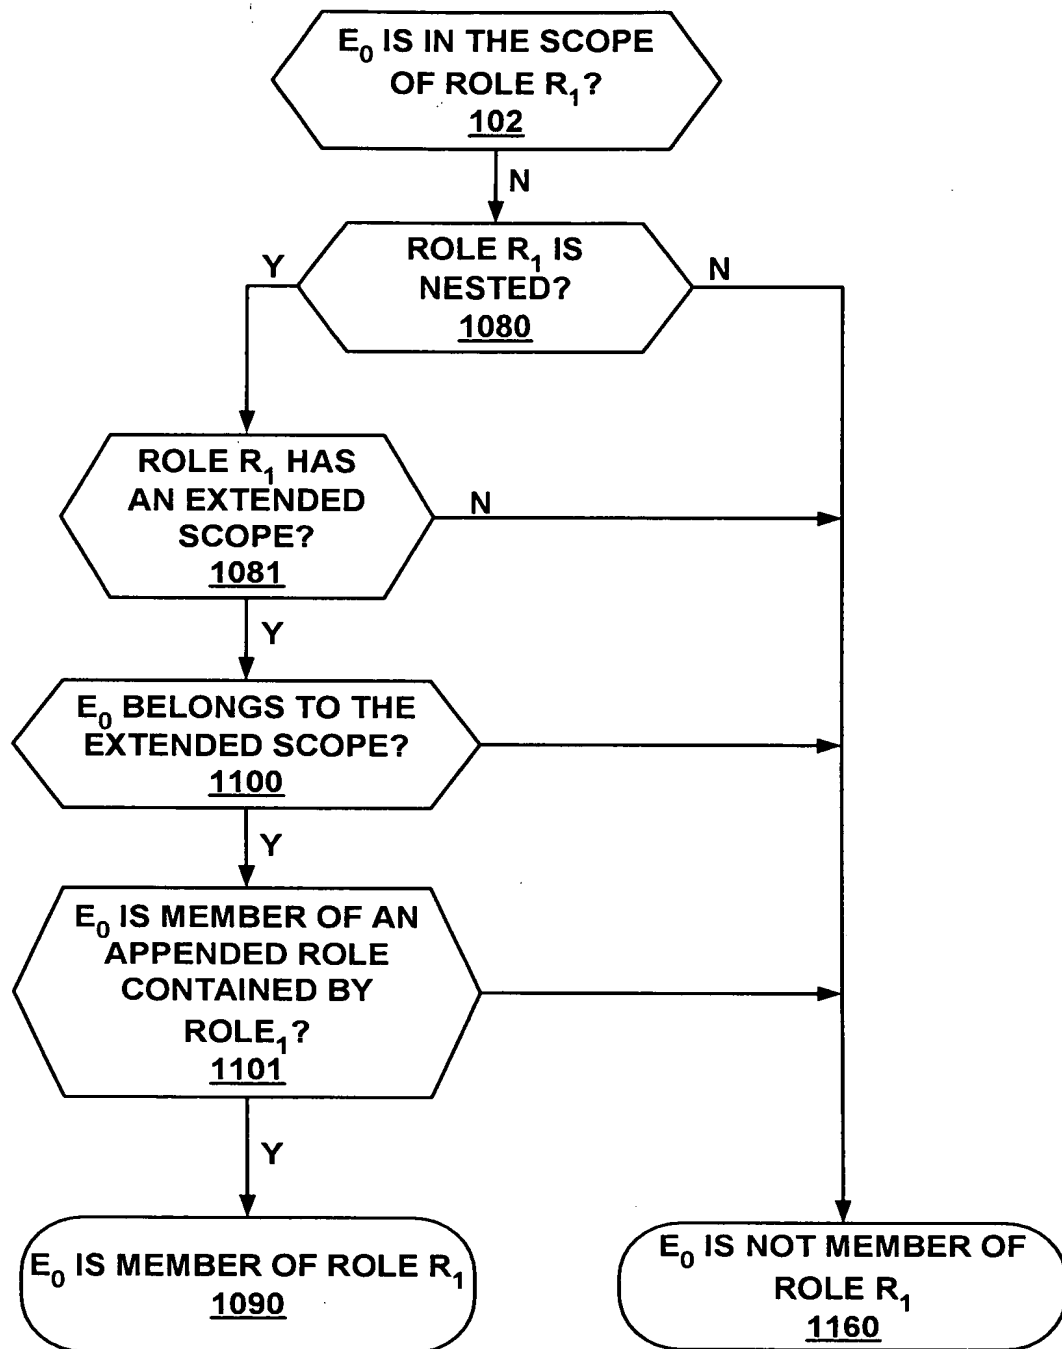 E₀ IS IN THE SCOPE
OF ROLE R₁?
102
N
ROLE R₁ IS
NESTED?
1080
Y
N
ROLE R₁ HAS
AN EXTENDED
SCOPE?
1081
N
Y
E₀ BELONGS TO THE
EXTENDED SCOPE?
1100
Y
E₀ IS MEMBER OF AN
APPENDED ROLE
CONTAINED BY
ROLE₁?
1101
Y
E₀ IS MEMBER OF ROLE R₁
1090
E₀ IS NOT MEMBER OF
ROLE R₁
1160